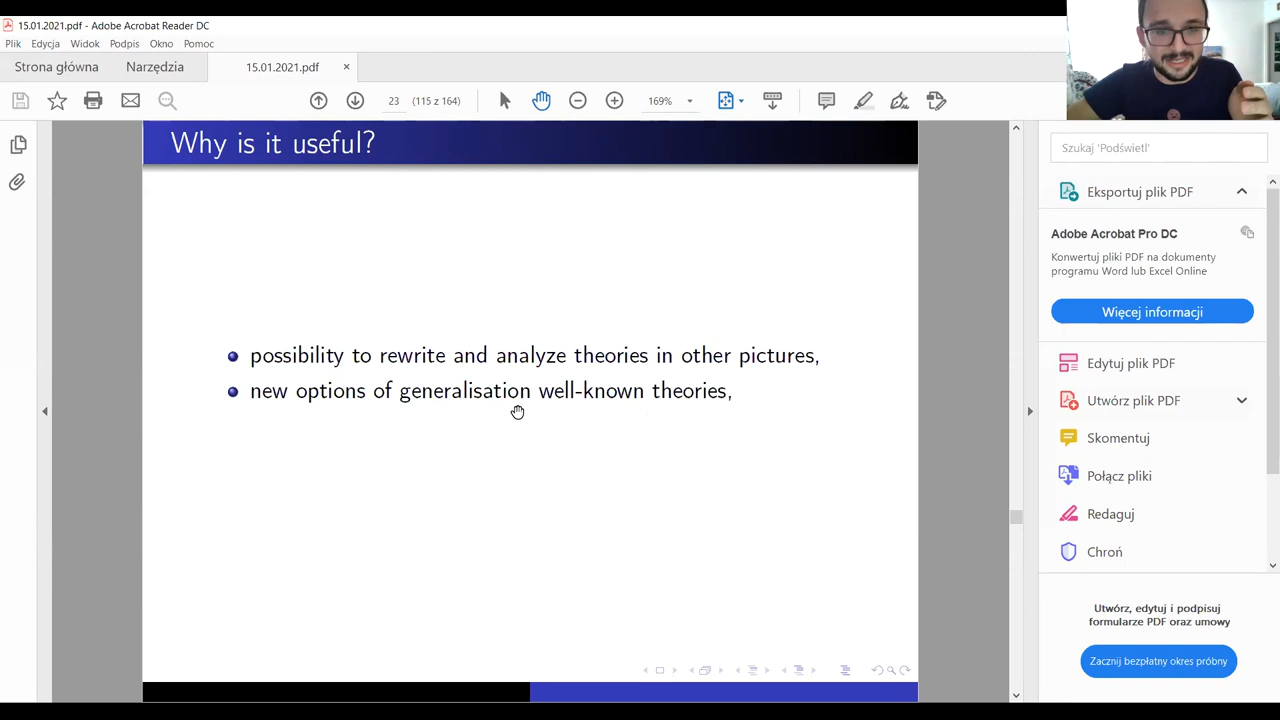 15.01.2021.pdf - Adobe Acrobat Reader DC
Plik Edycja Widok Podpis Okno Pomoc
Strona główna Narzędzia 15.01.2021.pdf ×
23 (115 z 164) 169%
Why is it useful?
possibility to rewrite and analyze theories in other pictures,
new options of generalisation well-known theories,
Szukaj 'Podświetl'
Eksportuj plik PDF
Adobe Acrobat Pro DC
Konwertuj pliki PDF na dokumenty
programu Word lub Excel Online
Więcej informacji
Edytuj plik PDF
Utwórz plik PDF
Skomentuj
Połącz pliki
Redaguj
Chroń
Utwórz, edytuj i podpisuj
formularze PDF oraz umowy
Zacznij bezpłatny okres próbny